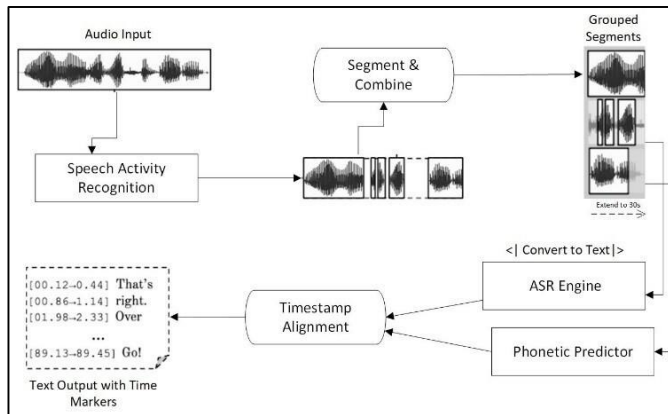 Audio Input
Grouped
Segments
Segment &
Combine
Speech Activity
Recognition
Extend to 30s
<| Convert to Text|>
ASR Engine
[00.12→0.44] That's
[00.86→1.14] right.
[01.98→2.33] Over
...
[89.13→89.45] Go!
Timestamp
Alignment
Phonetic Predictor
Text Output with Time
Markers